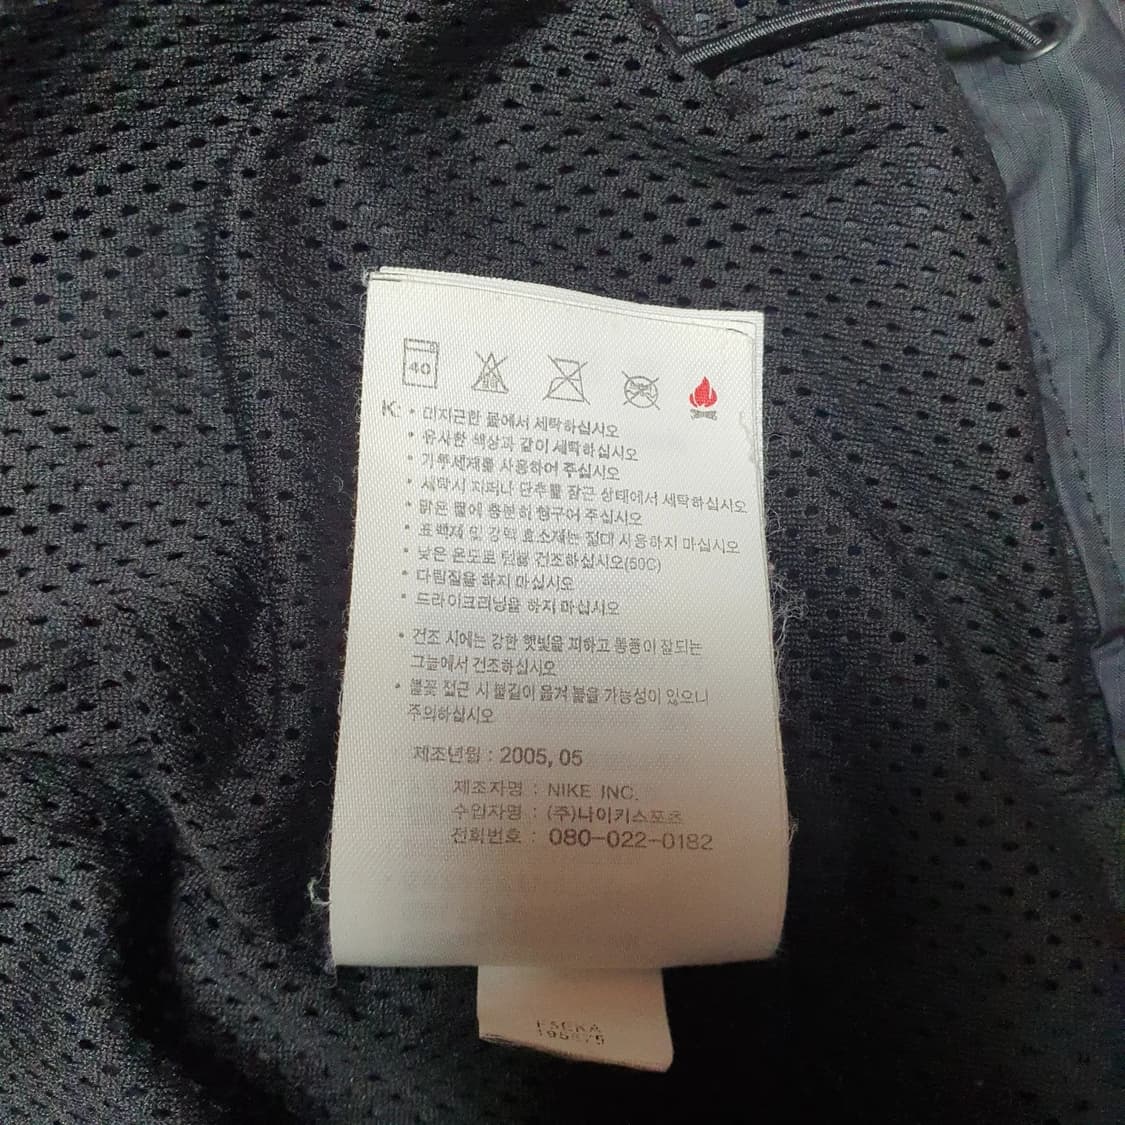 40
K: • 미지근한 물에서 세탁하십시오
• 유사한 색상과 같이 세탁하십시오
• 가루세제를 사용하여 주십시오
• 세탁시 지퍼나 단추를 잠근 상태에서 세탁하십시오
• 맑은 물에 충분히 헹구어 주십시오
• 표백제 및 강력 효소제는 절대 사용하지 마십시오
• 낮은 온도로 텀블 건조하십시오(50C)
• 다림질을 하지 마십시오
• 드라이크리닝을 하지 마십시오
• 건조 시에는 강한 햇빛을 피하고 통풍이 잘되는
그늘에서 건조하십시오
• 불꽃 접근 시 불길이 옮겨 붙을 가능성이 있으니
주의하십시오
제조년월 : 2005, 05
제조자명 : NIKE INC.
수입자명 : (주)나이키스포츠
전화번호 : 080-022-0182